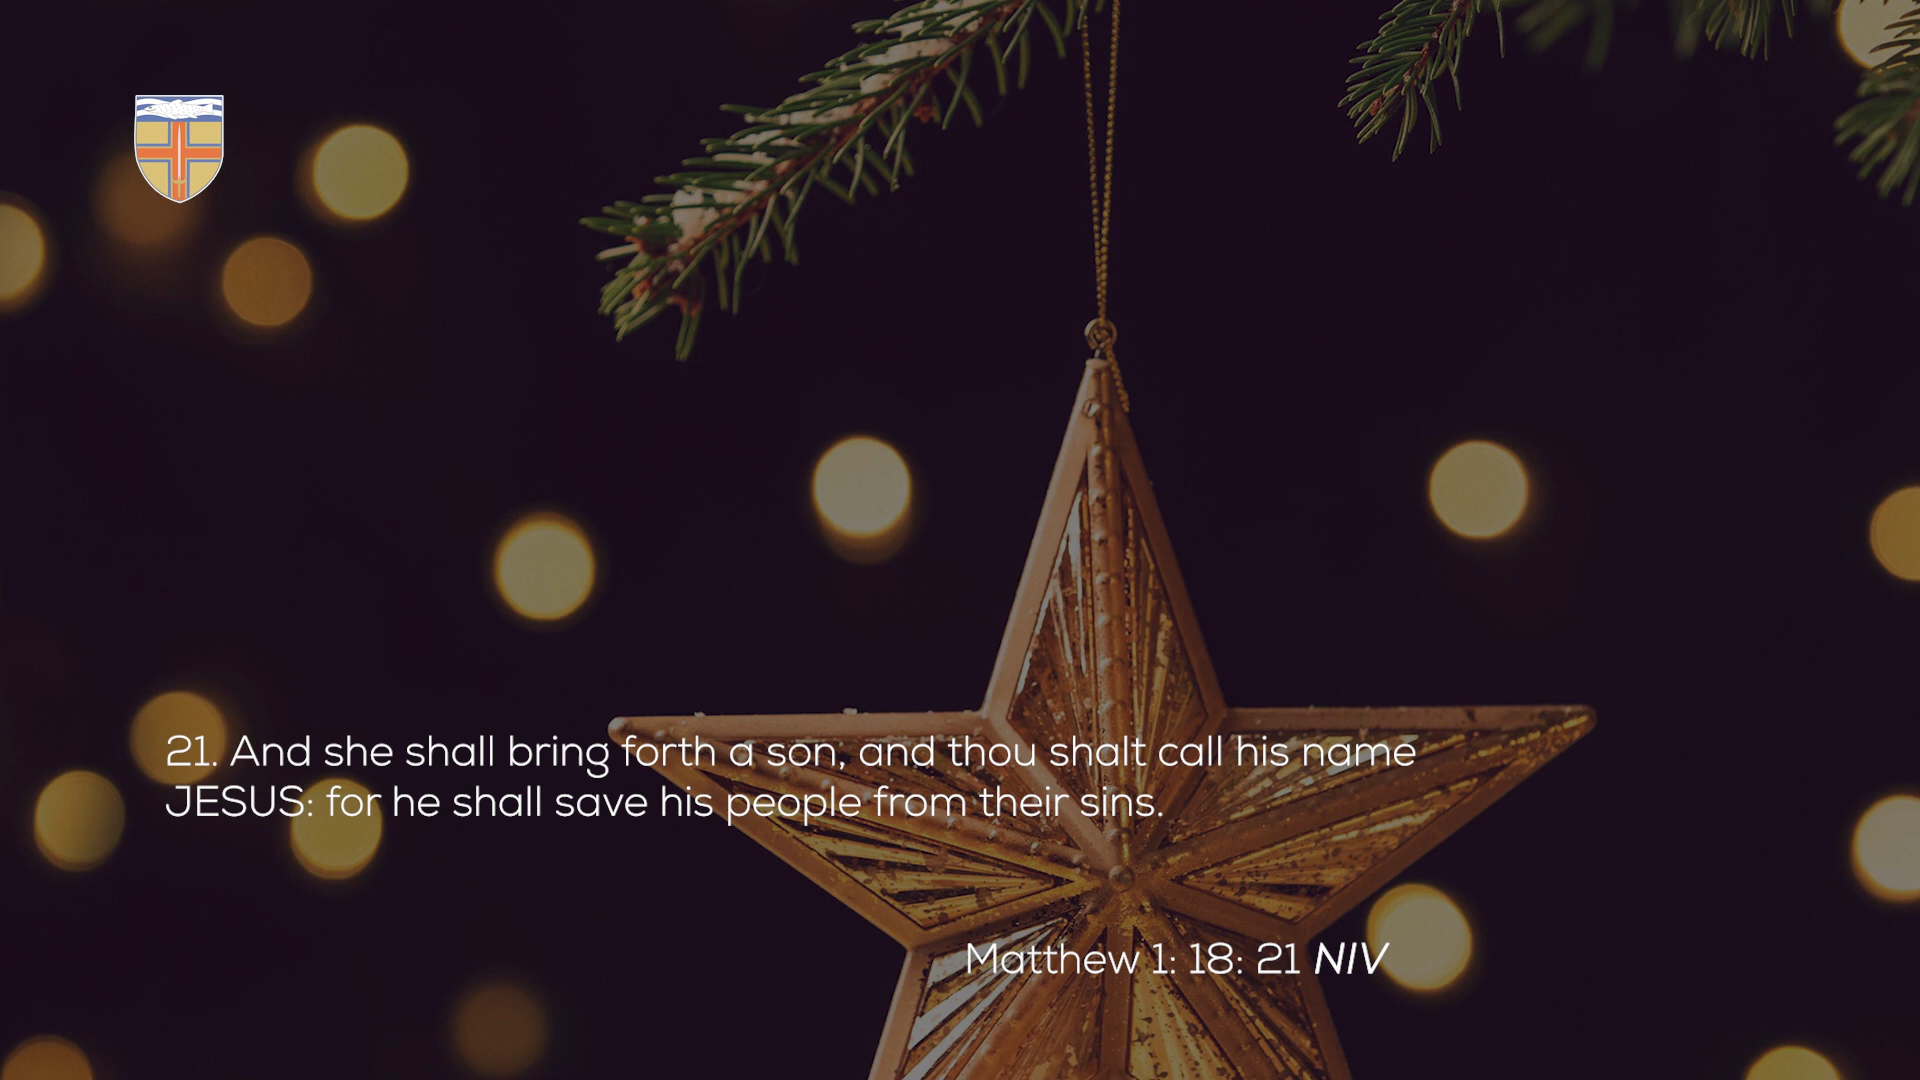 21. And she shall bring forth a son, and thou shalt call his name
JESUS: for he shall save his people from their sins.
Matthew 1: 18: 21 NIV